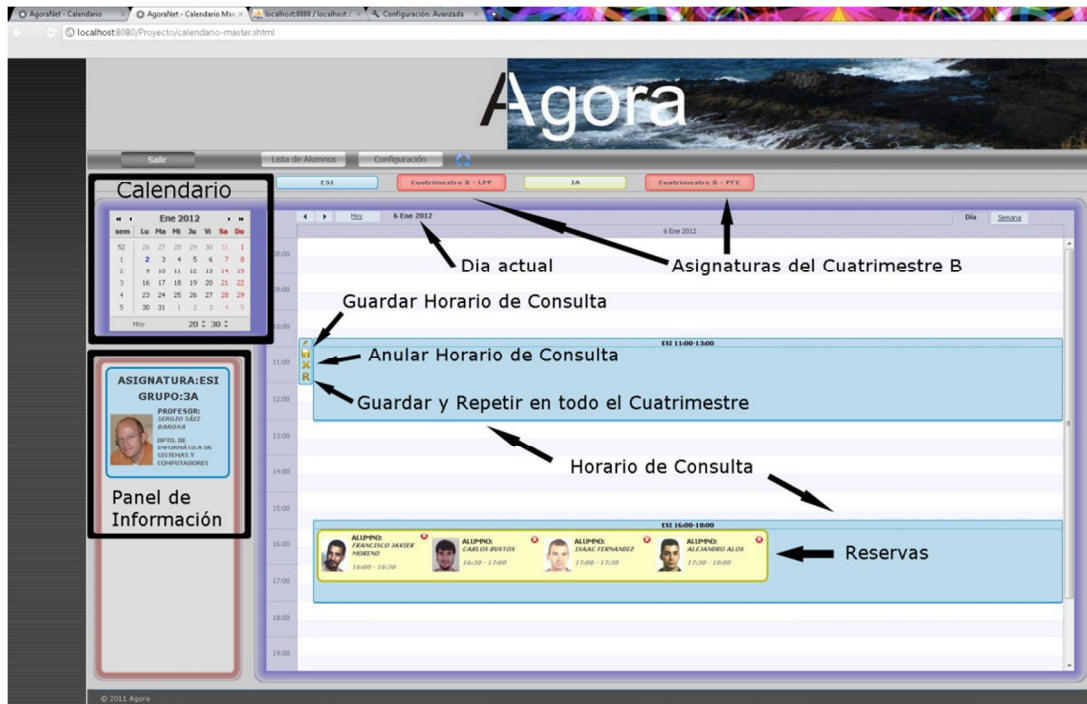 AgoraNet - Calendario
AgoraNet - Calendario Mae
localhost:8080 / localhost /
Configuración: Avanzada
localhost:8080/Proyecto/calendario-master.shtml
Agora
Salir
Lista de Alumnos
Configuración
ESI
Cuatrimestre B - LPP
IA
Cuatrimestre B - PFC
Calendario
Ene 2012
sem Lu Ma Mi Ju Vi Sa Do
52 26 27 28 29 30 31 1
1 2 3 4 5 6 7 8
2 9 10 11 12 13 14 15
3 16 17 18 19 20 21 22
4 23 24 25 26 27 28 29
5 30 31 1 2 3 4 5
Hoy 20 : 30
Hoy
6 Ene 2012
Día
Semana
6 Ene 2012
Dia actual
Asignaturas del Cuatrimestre B
08:00
09:00
10:00
11:00
12:00
13:00
14:00
15:00
16:00
17:00
18:00
19:00
Guardar Horario de Consulta
ESI 11:00-13:00
Anular Horario de Consulta
R
Guardar y Repetir en todo el Cuatrimestre
Horario de Consulta
ASIGNATURA:ESI
GRUPO:3A
PROFESOR:
SERGIO SÁEZ
BARONA
DPTO. DE
INFORMÁTICA DE
SISTEMAS Y
COMPUTADORES
Panel de
Información
ESI 16:00-18:00
ALUMNO:
FRANCISCO JAVIER
MORENO
16:00 - 16:30
ALUMNO:
CARLOS BUSTOS
16:30 - 17:00
ALUMNO:
ISAAC FERNANDEZ
17:00 - 17:30
ALUMNO:
ALEJANDRO ALOS
17:30 - 18:00
Reservas
© 2011 Agora